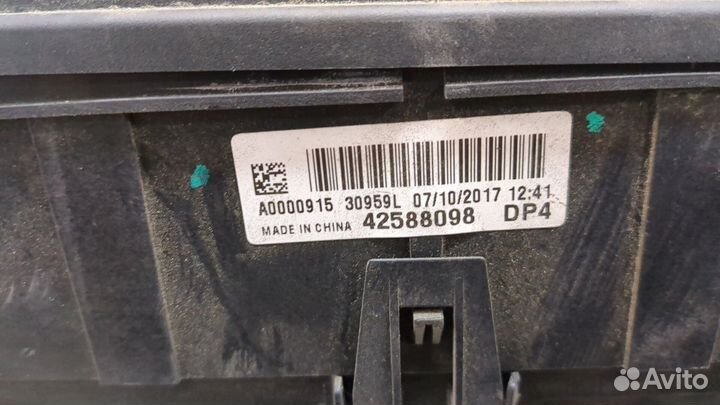 A0000915 30959L 07/10/2017 12:41
MADE IN CHINA 42588098 DP4
Avito